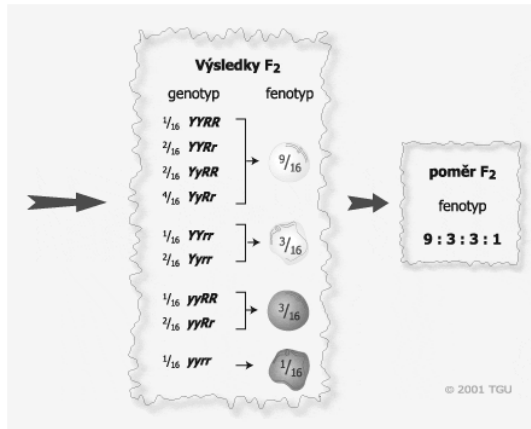 Výsledky F2
genotyp fenotyp
1/16 YYRR
2/16 YYRr
9/16
2/16 YyRR
4/16 YyRr
1/16 YYrr
3/16
2/16 Yyrr
1/16 yyRR
3/16
2/16 yyRr
1/16 yyrr 1/16
poměr F2
fenotyp
9 : 3 : 3 : 1
© 2001 TGU